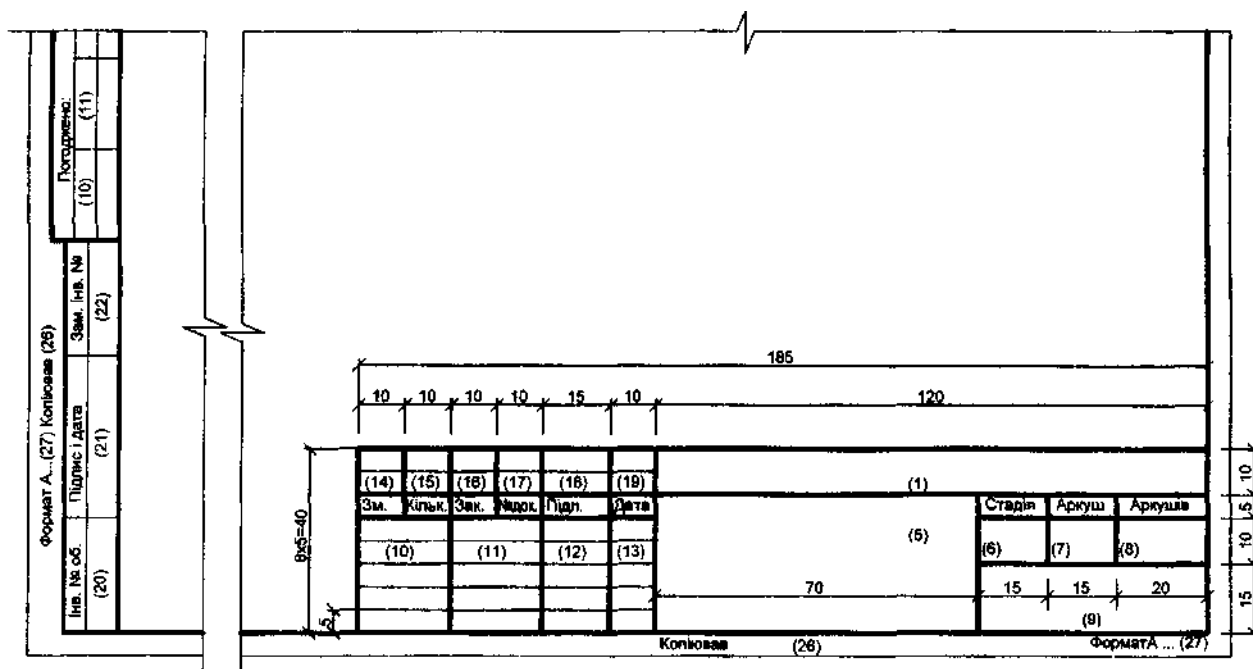 Погоджено:
(10) (11)
Зам. Інв. №
(22)
Підпис і дата
(21)
Інв. № об.
(20)
Формат А...(27) Копіював (26)
185
10 10 10 10 15 10 120
(14) (15) (16) (17) (18) (19) (1)
Зм. Кільк. Зак. №док. Підп. Дата
Стадія Аркуш Аркушів
(10) (11) (12) (13) (5) (6) (7) (8)
8х5=40
5
70 15 15 20
(9)
10
5
10
15
Копіював (26) Формат А ... (27)